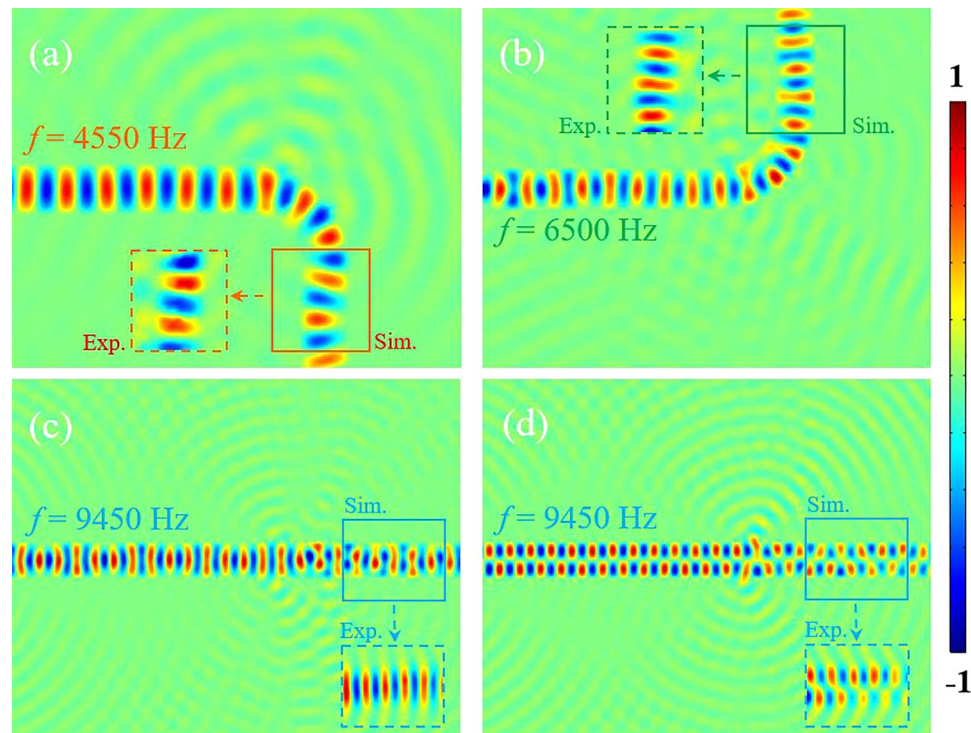 (a)
f = 4550 Hz
Exp.
Sim.
(b)
Exp.
Sim.
f = 6500 Hz
(c)
Sim.
f = 9450 Hz
Exp.
(d)
Sim.
f = 9450 Hz
Exp.
1
-1